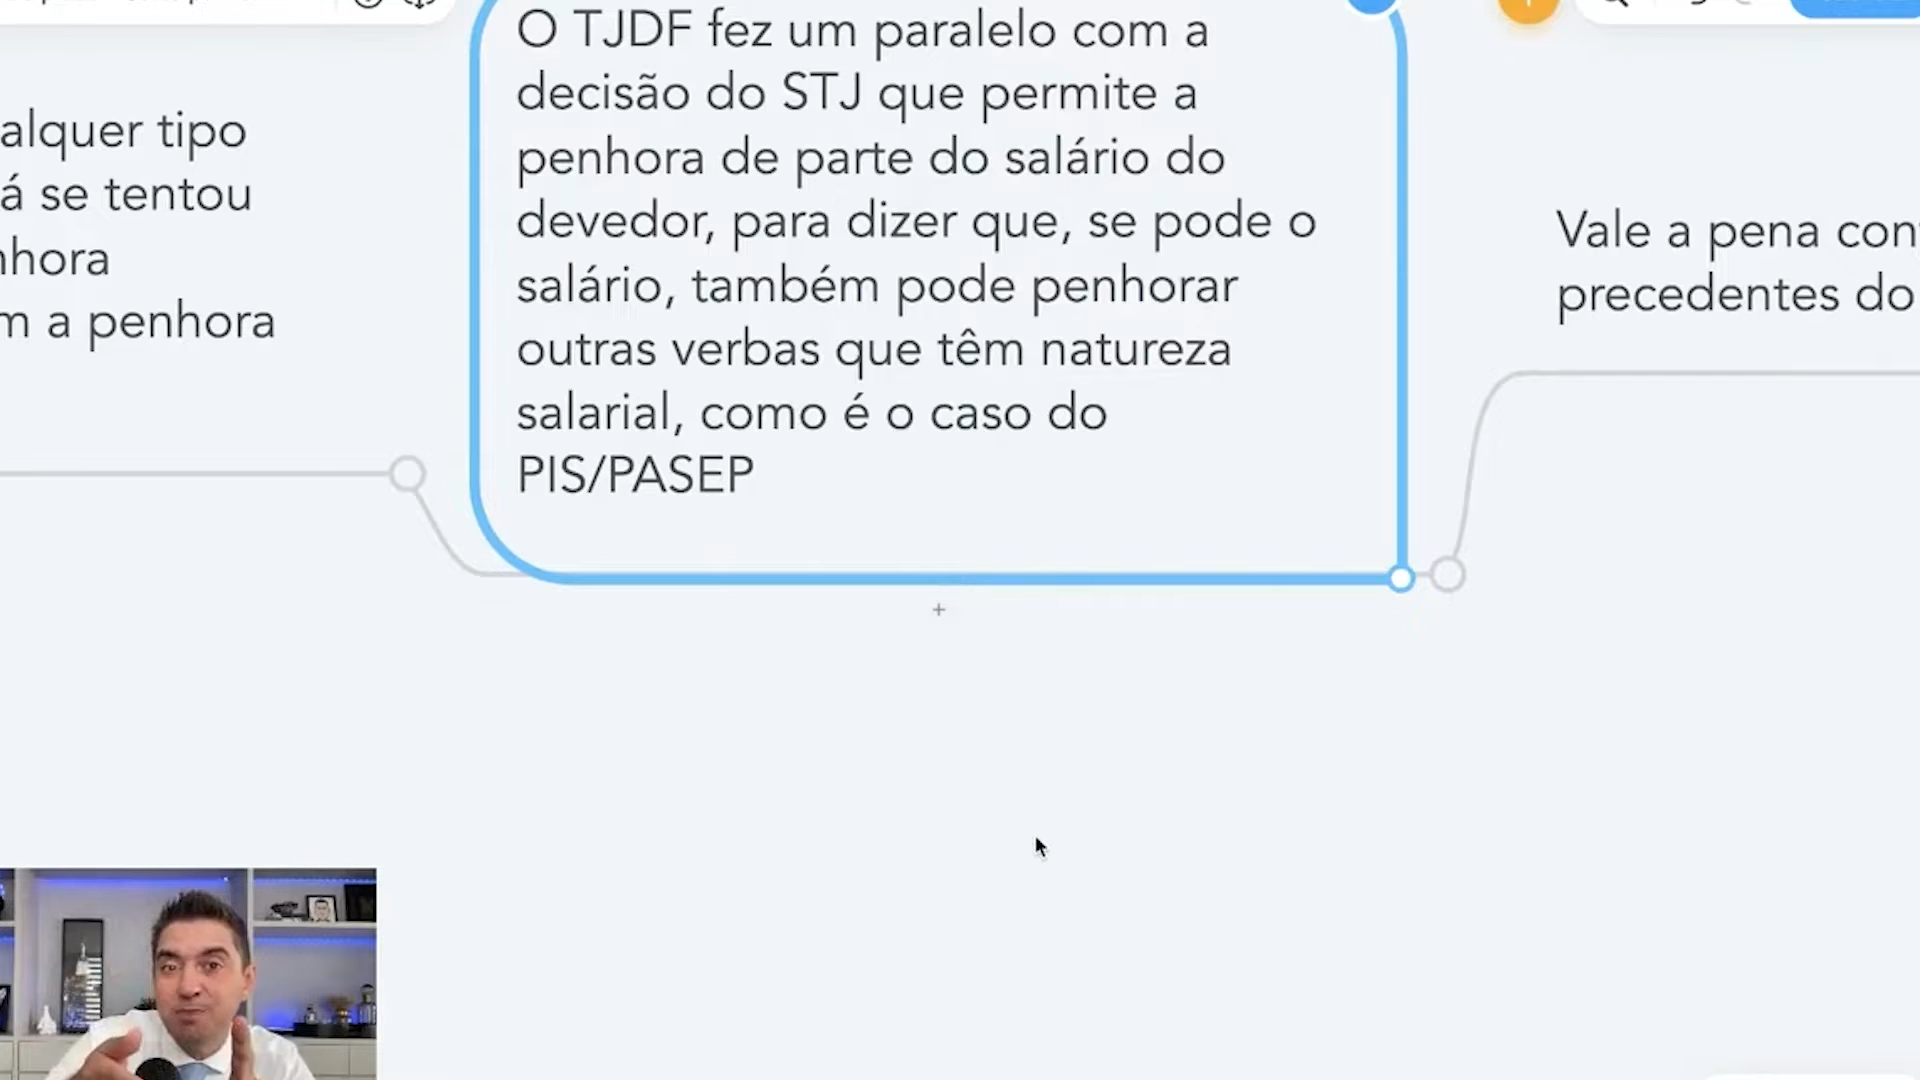 alquer tipo
á se tentou
nhora
m a penhora
O TJDF fez um paralelo com a
decisão do STJ que permite a
penhora de parte do salário do
devedor, para dizer que, se pode o
salário, também pode penhorar
outras verbas que têm natureza
salarial, como é o caso do
PIS/PASEP
Vale a pena con
precedentes do